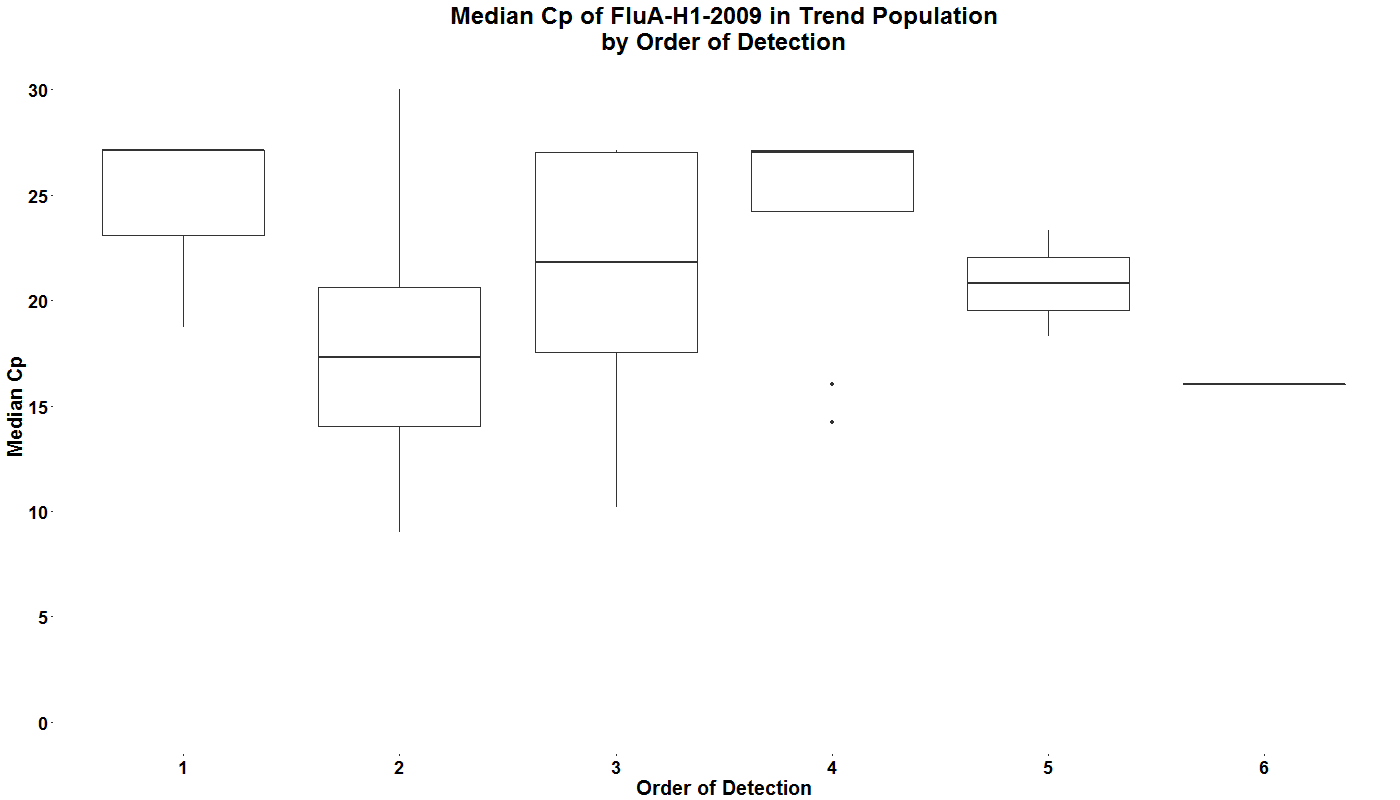 Median Cp of FluA-H1-2009 in Trend Population
by Order of Detection
30
25
20
15
10
5
0
Median Cp
1 2 3 4 5 6
Order of Detection